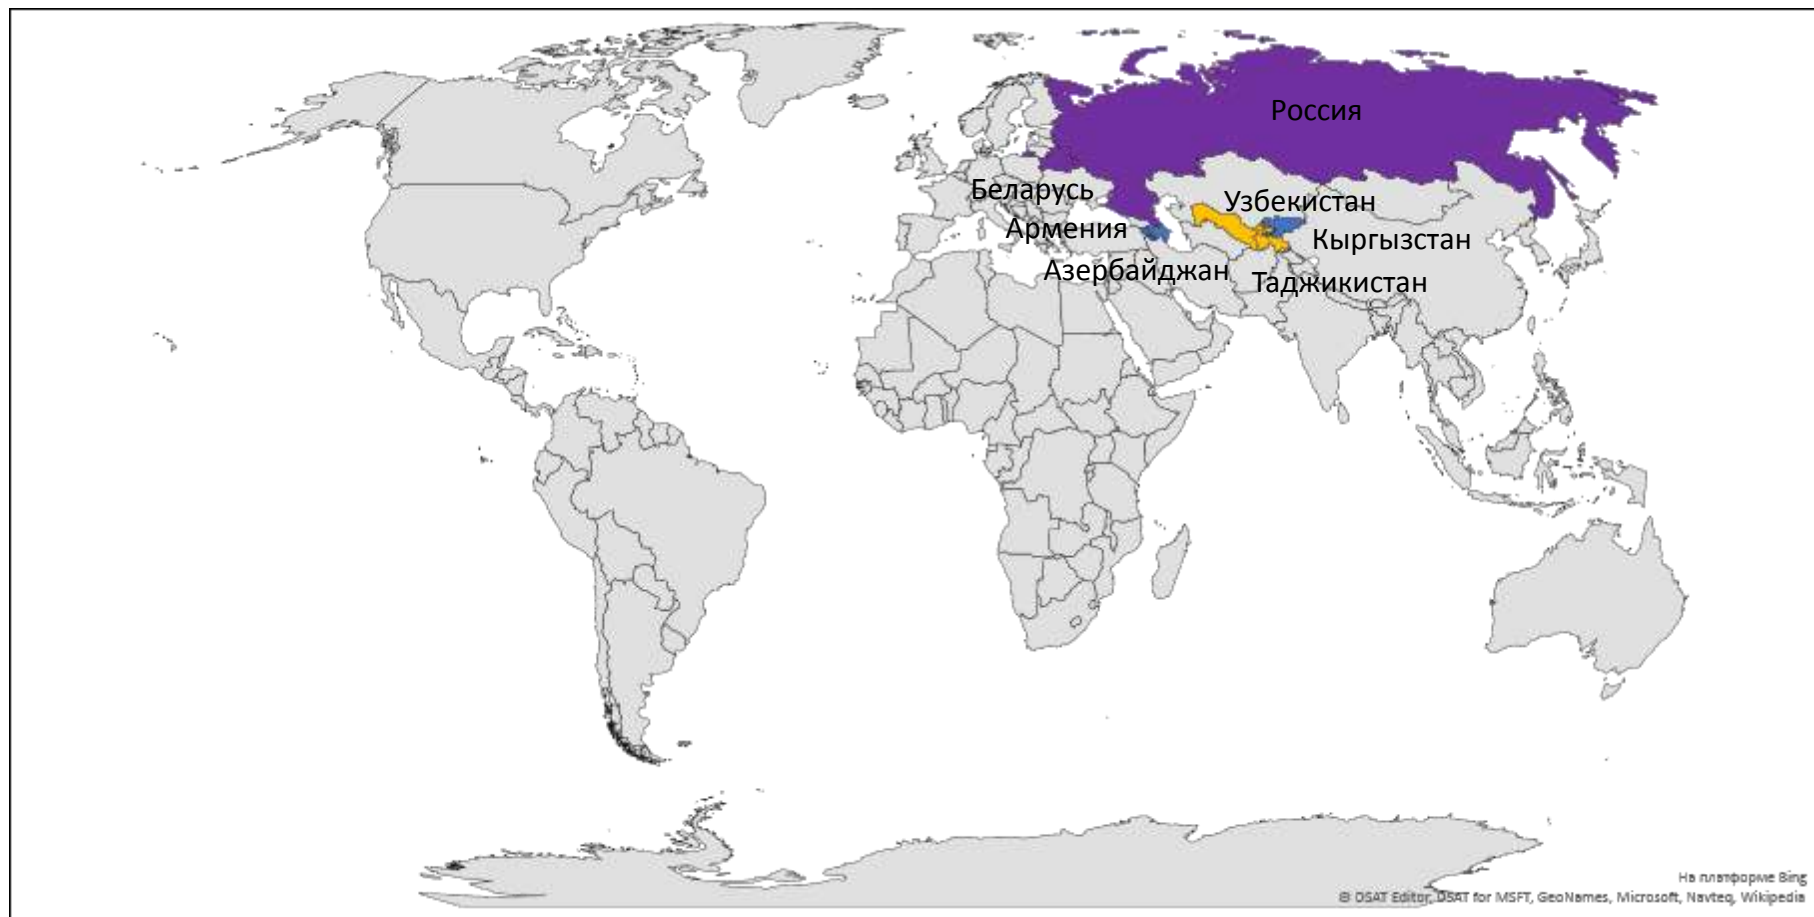 Россия
Беларусь
Узбекистан
Армения
Кыргызстан
Азербайджан
Таджикистан
На платформе Bing
© DSAT Editor, DSAT for MSFT, GeoNames, Microsoft, Navteq, Wikipedia